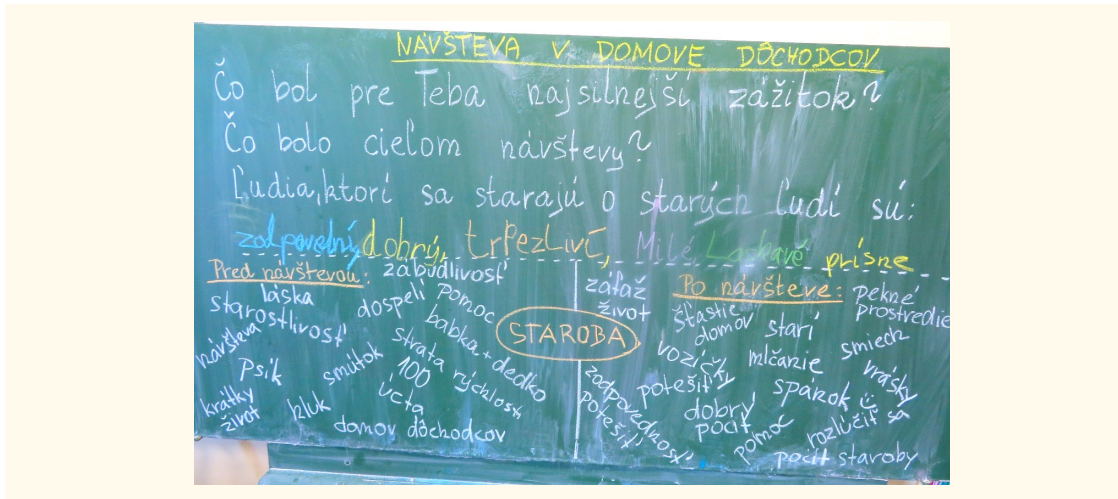 NÁVŠTEVA V DOMOVE DÔCHODCOV
Čo bol pre Teba najsilnejší zážitok?
Čo bolo cieľom návštevy?
Ľudia, ktorí sa starajú o starých ľudí sú:
zodpovední, dobrý, trpezliví, Milé, Laskavé prísne
Pred návštevou:
zábudlivosť
láska
starostlivosť
dospelí
pomoc
babka + dedko
návšteva
psík
smútok
strata rýchlosti
100
úcta
krátky
život
kluk
domov dôchodcov
STAROBA
Po návšteve:
záťaž
život
šťastie
domov
starí
pekné
prostredie
vozíčky
mlčanie
smiech
potešiť
spánok
vrásky
zodpovednosť
potešiť
dobrý
pocit
pomoc
rozlúčiť sa
pocit staroby